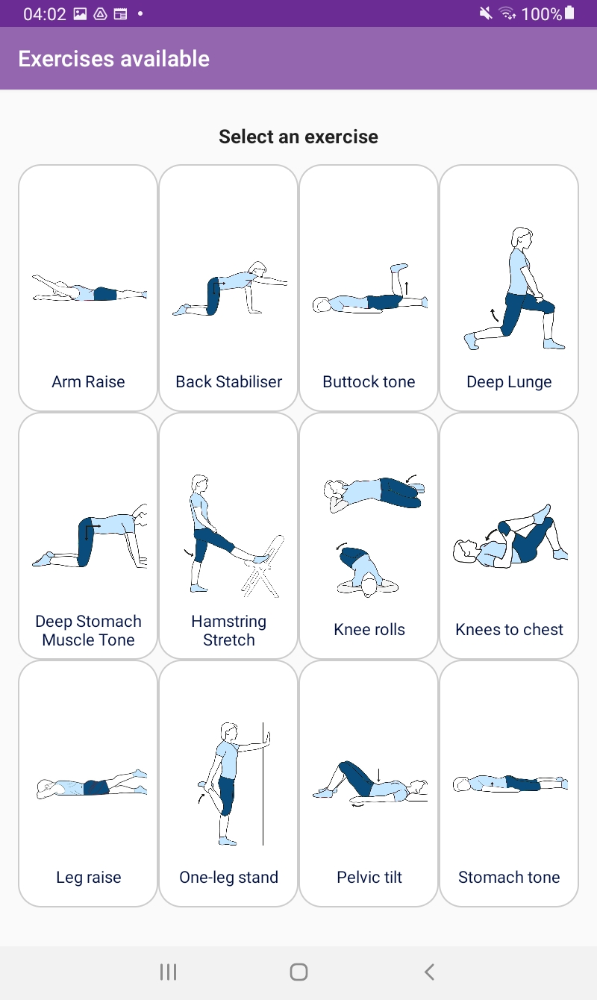 04:02
100%
Exercises available
Select an exercise
Arm Raise
Back Stabiliser
Buttock tone
Deep Lunge
Deep Stomach
Muscle Tone
Hamstring
Stretch
Knee rolls
Knees to chest
Leg raise
One-leg stand
Pelvic tilt
Stomach tone